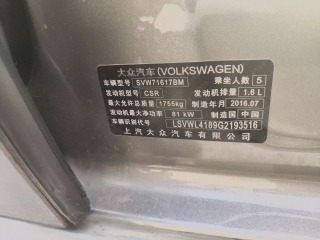 大众汽车(VOLKSWAGEN)
车辆型号 SVW71617BM 乘坐人数 5
发动机型号 CSR 发动机排量 1.6 L
最大允许总质量 1755kg 制造年月 2016.07
发动机最大净功率 81 kW 制造国 中国
车辆识别代号 LSVWL4189G2193516
上汽大众汽车有限公司